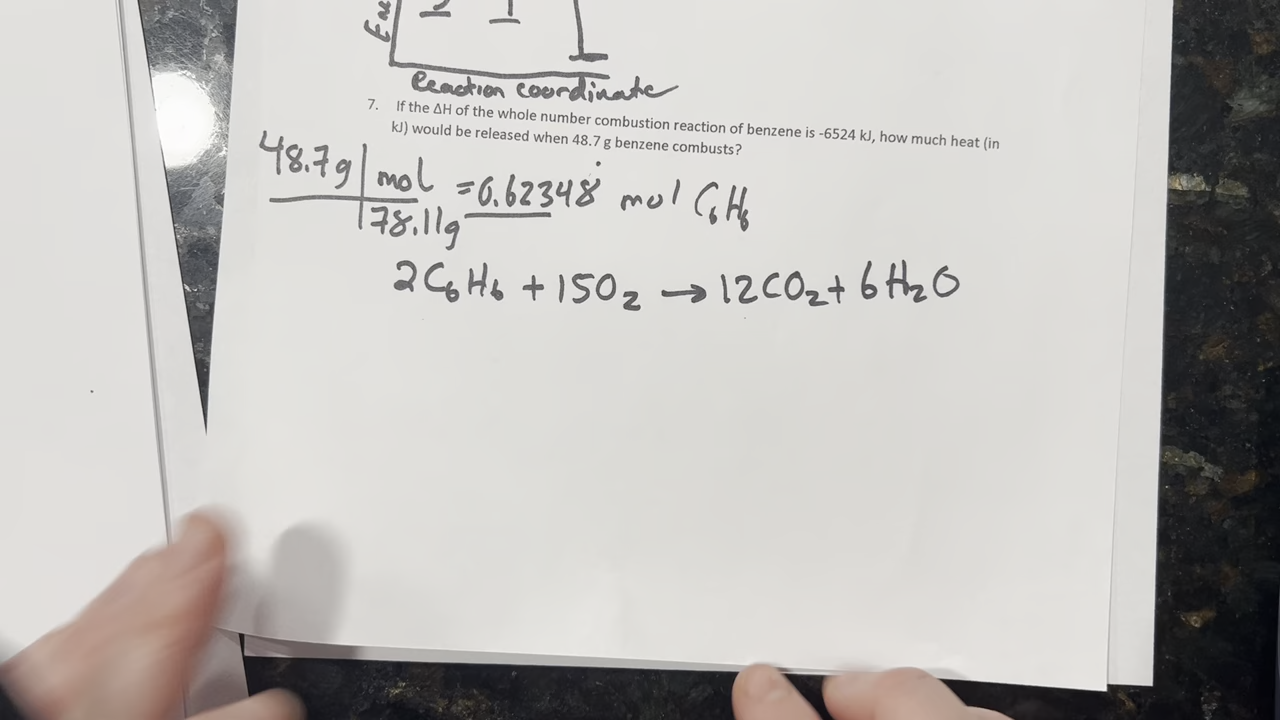 Reaction coordinate
7. If the ΔH of the whole number combustion reaction of benzene is -6524 kJ, how much heat (in
kJ) would be released when 48.7 g benzene combusts?
48.7g | mol = 0.62348 mol C₆H₆
78.11g
2C₆H₆ + 15O₂ → 12CO₂ + 6H₂O